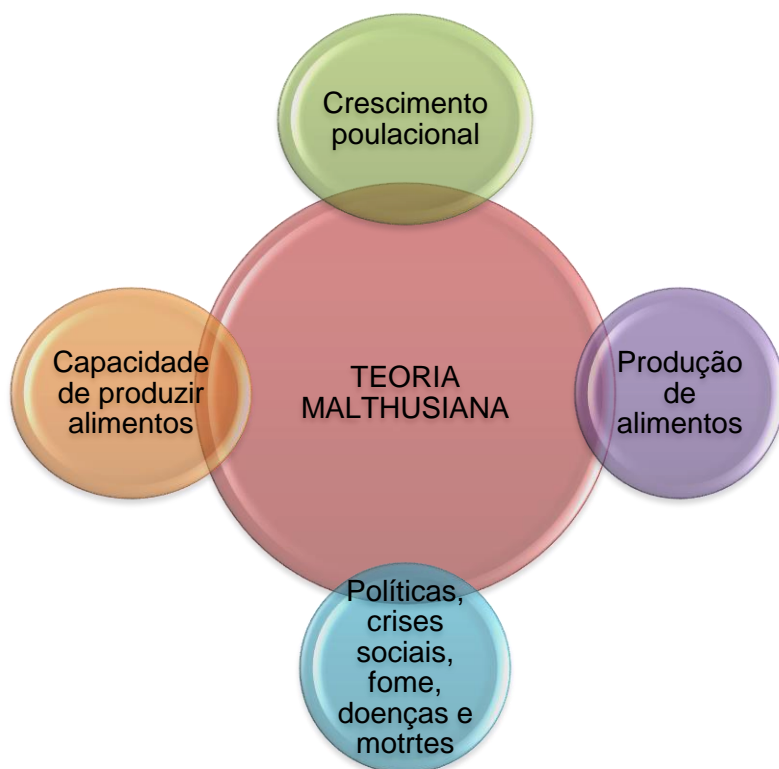 Crescimento
poulacional
Capacidade
de produzir
alimentos
TEORIA
MALTHUSIANA
Produção
de
alimentos
Políticas,
crises
sociais,
fome,
doenças e
motrtes